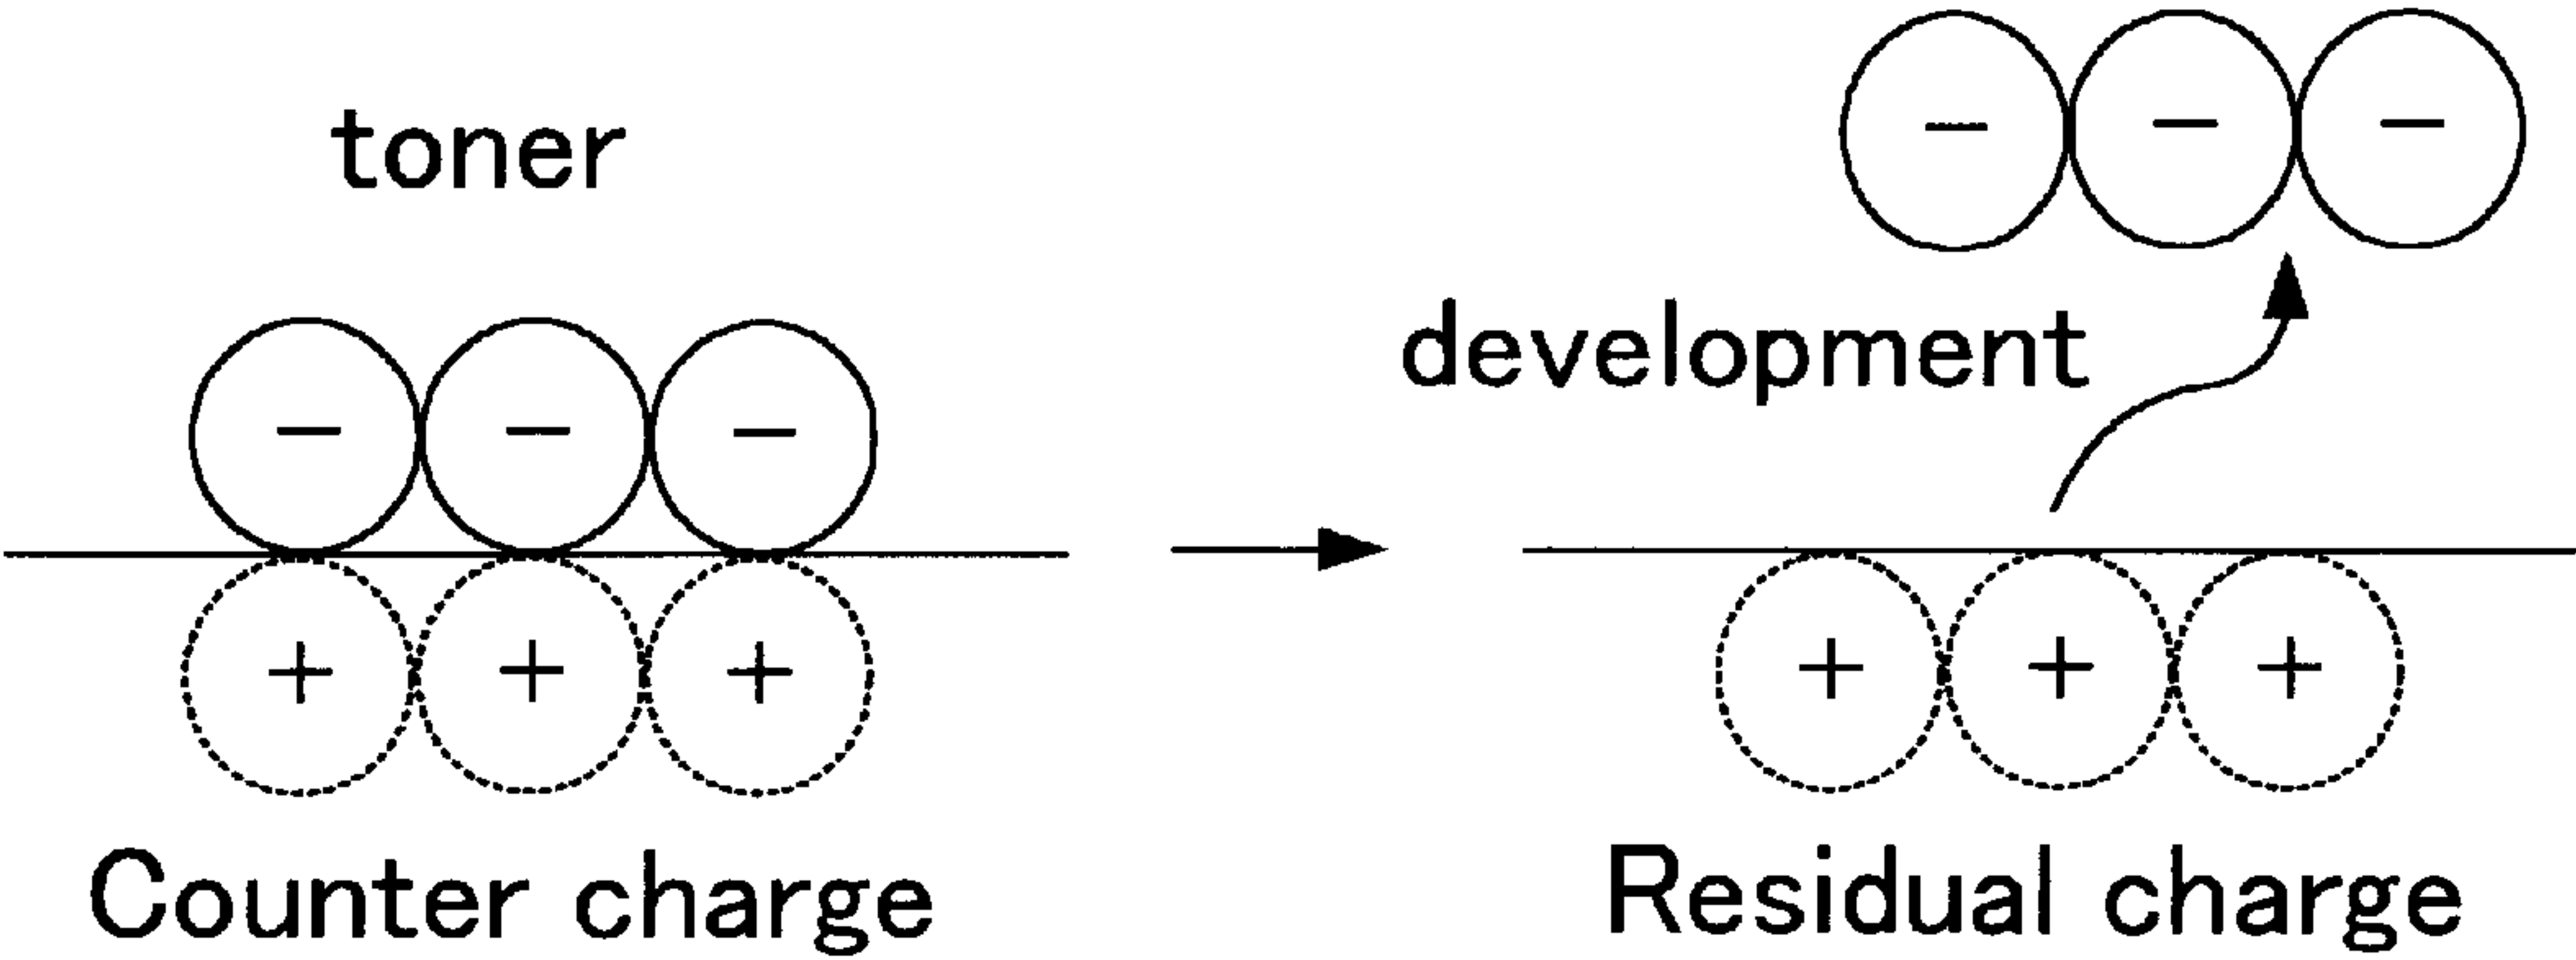 toner
− − −
+ + +
Counter charge
− − −
development
+ + +
Residual charge